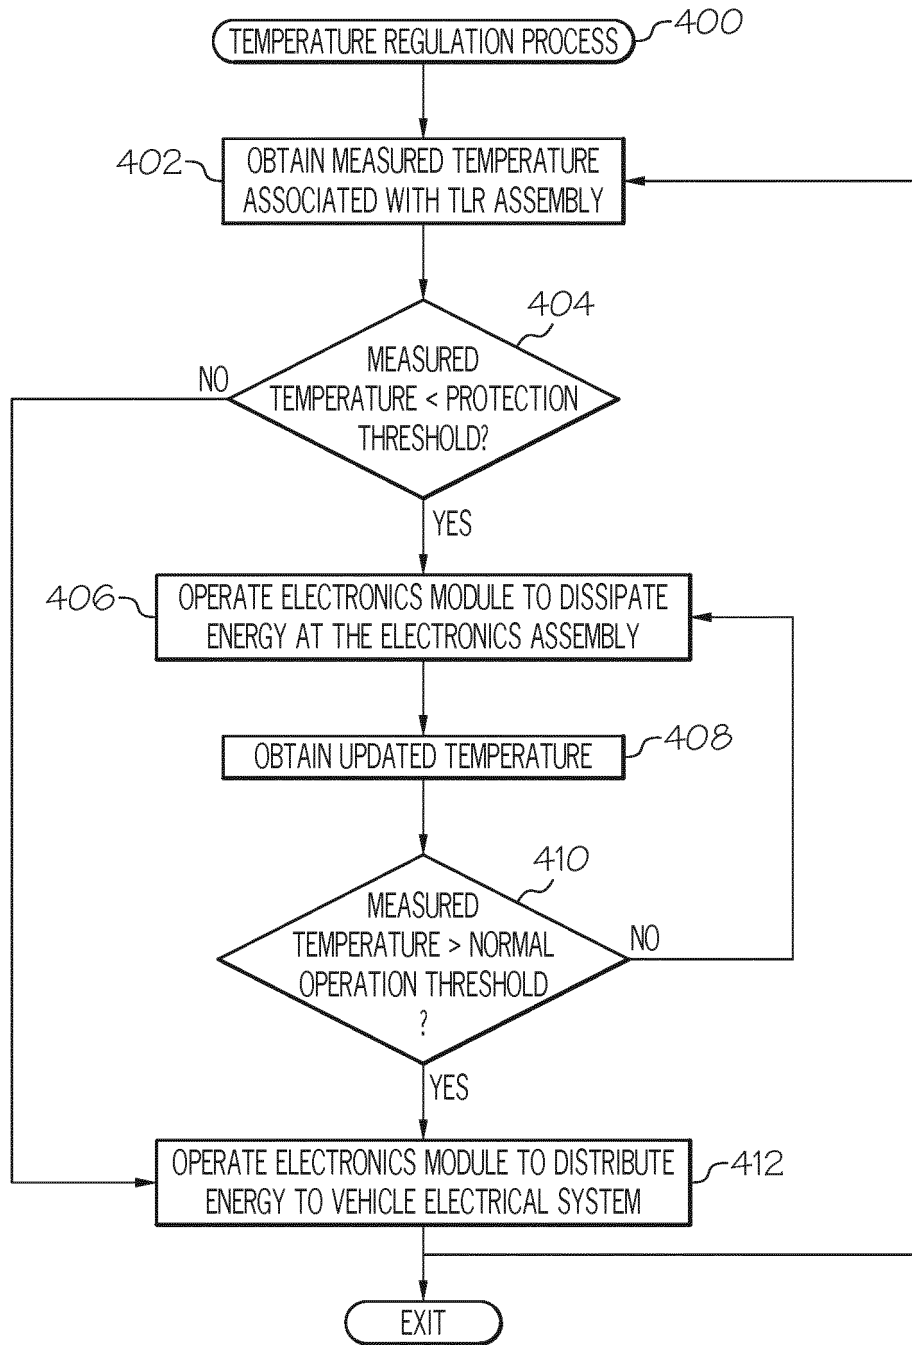 TEMPERATURE REGULATION PROCESS
400
402
OBTAIN MEASURED TEMPERATURE
ASSOCIATED WITH TLR ASSEMBLY
404
MEASURED
TEMPERATURE < PROTECTION
THRESHOLD?
NO
YES
406
OPERATE ELECTRONICS MODULE TO DISSIPATE
ENERGY AT THE ELECTRONICS ASSEMBLY
OBTAIN UPDATED TEMPERATURE
408
410
MEASURED
TEMPERATURE > NORMAL
OPERATION THRESHOLD
?
NO
YES
OPERATE ELECTRONICS MODULE TO DISTRIBUTE
ENERGY TO VEHICLE ELECTRICAL SYSTEM
412
EXIT